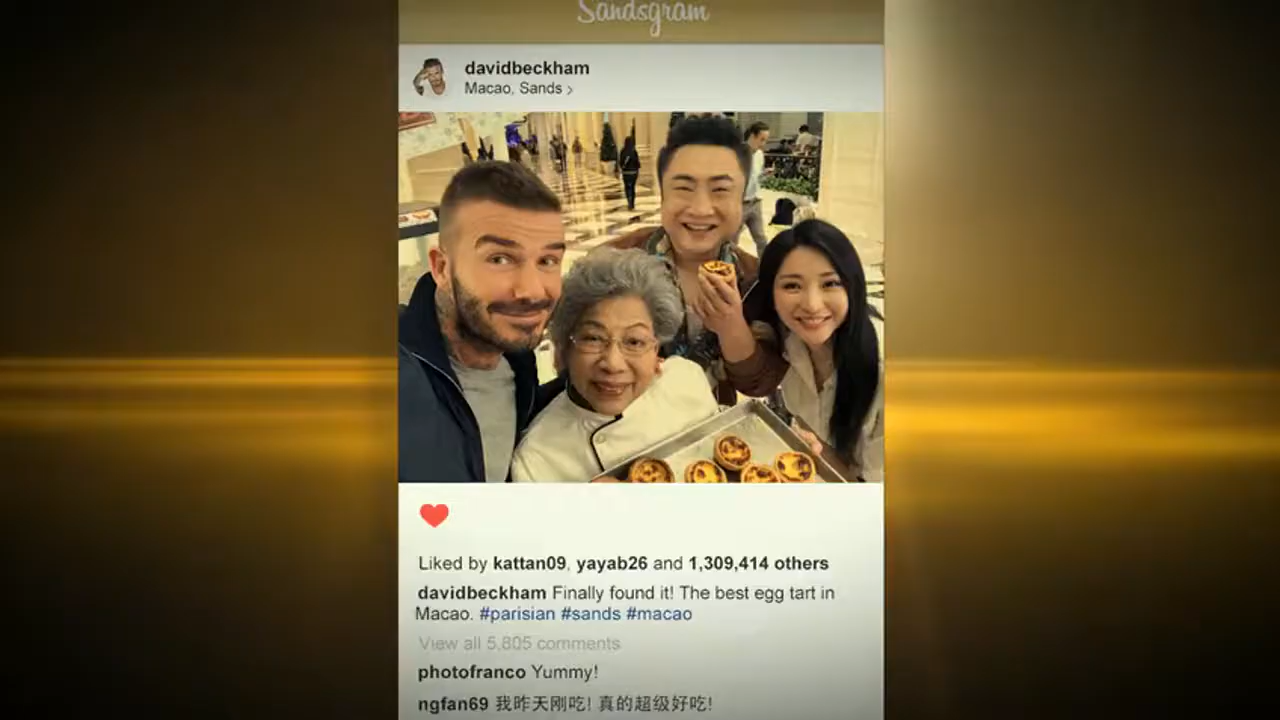 Sandsgram
davidbeckham
Macao, Sands >
Liked by kattan09, yayab26 and 1,309,414 others
davidbeckham Finally found it! The best egg tart in
Macao. #parisian #sands #macao
View all 5,805 comments
photofranco Yummy!
ngfan69 我昨天刚吃! 真的超级好吃!